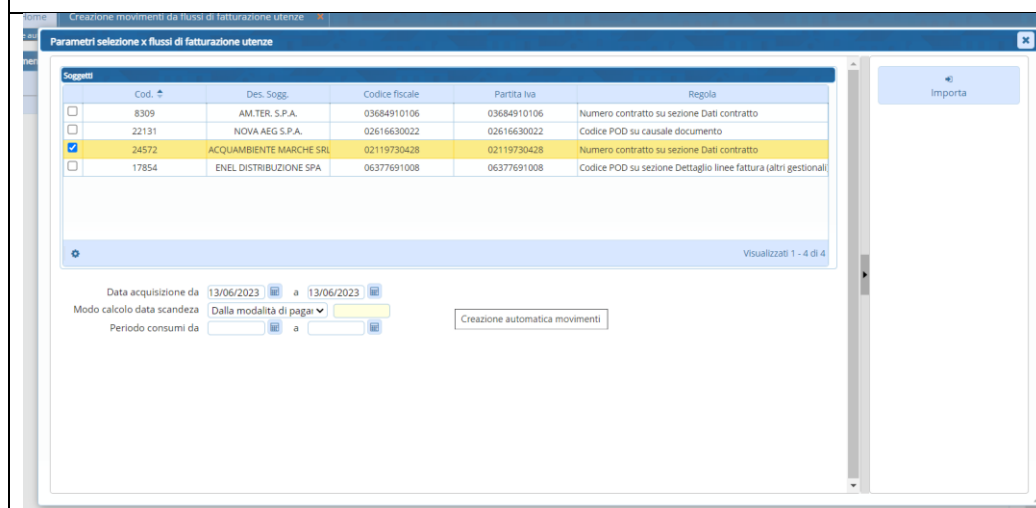 Home Creazione movimenti da flussi di fatturazione utenze ×
Parametri selezione x flussi di fatturazione utenze
Soggetti
Cod. Des. Sogg. Codice fiscale Partita Iva Regola
8309 AM.TER. S.P.A. 03684910106 03684910106 Numero contratto su sezione Dati contratto
22131 NOVA AEG S.P.A. 02616630022 02616630022 Codice POD su causale documento
24572 ACQUAMBIENTE MARCHE SRL 02119730428 02119730428 Numero contratto su sezione Dati contratto
17854 ENEL DISTRIBUZIONE SPA 06377691008 06377691008 Codice POD su sezione Dettaglio linee fattura (altri gestionali)
Visualizzati 1 - 4 di 4
Importa
Data acquisizione da 13/06/2023 a 13/06/2023
Modo calcolo data scandeza Dalla modalità di pagar
Periodo consumi da a
Creazione automatica movimenti